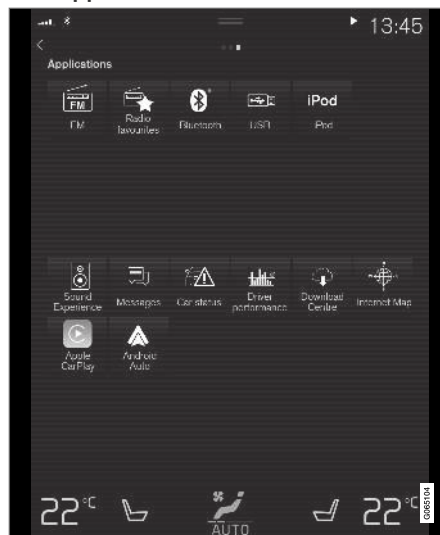 13:45
Applications
FM
iPod
FM
Radio
favourites
Bluetooth
USB
iPod
Sound
Experience
Messages
Car status
Driver
performance
Download
Centre
Internet Map
Apple
CarPlay
Android
Auto
22°C
22°C
AUTO
G065104